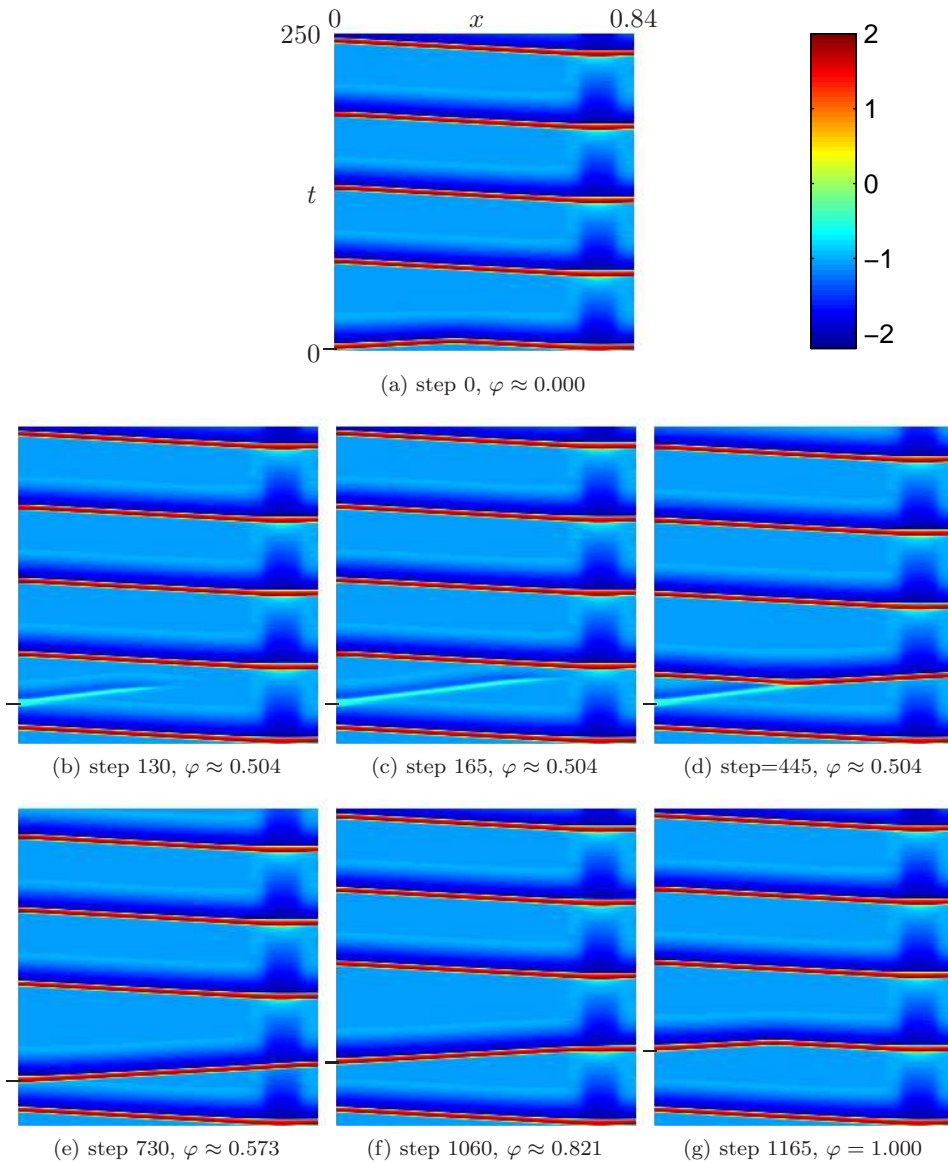 0 x 0.84
250
t
0
2
1
0
−1
−2
(a) step 0, φ ≈ 0.000
(b) step 130, φ ≈ 0.504
(c) step 165, φ ≈ 0.504
(d) step=445, φ ≈ 0.504
(e) step 730, φ ≈ 0.573
(f) step 1060, φ ≈ 0.821
(g) step 1165, φ = 1.000